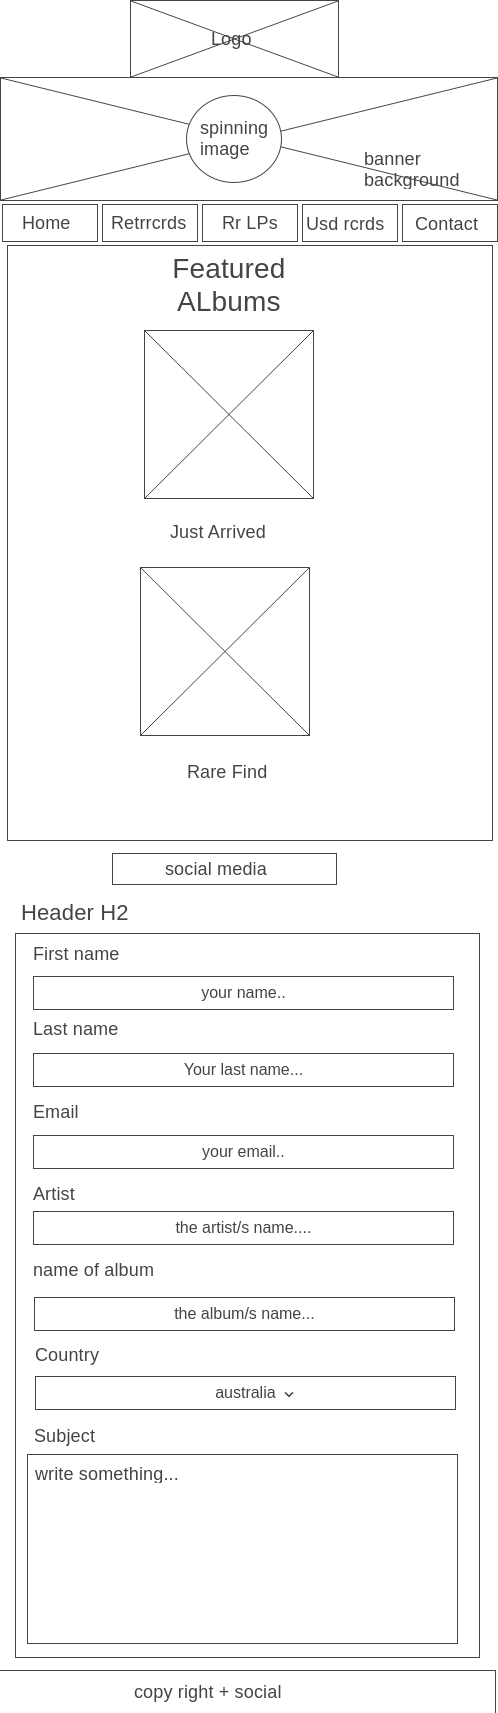 Logo
spinning
image
banner
background
Home
Retrrcrds
Rr LPs
Usd rcrds
Contact
Featured
ALbums
Just Arrived
Rare Find
social media
Header H2
First name
your name..
Last name
Your last name...
Email
your email..
Artist
the artist/s name....
name of album
the album/s name...
Country
australia
Subject
write something...
copy right + social